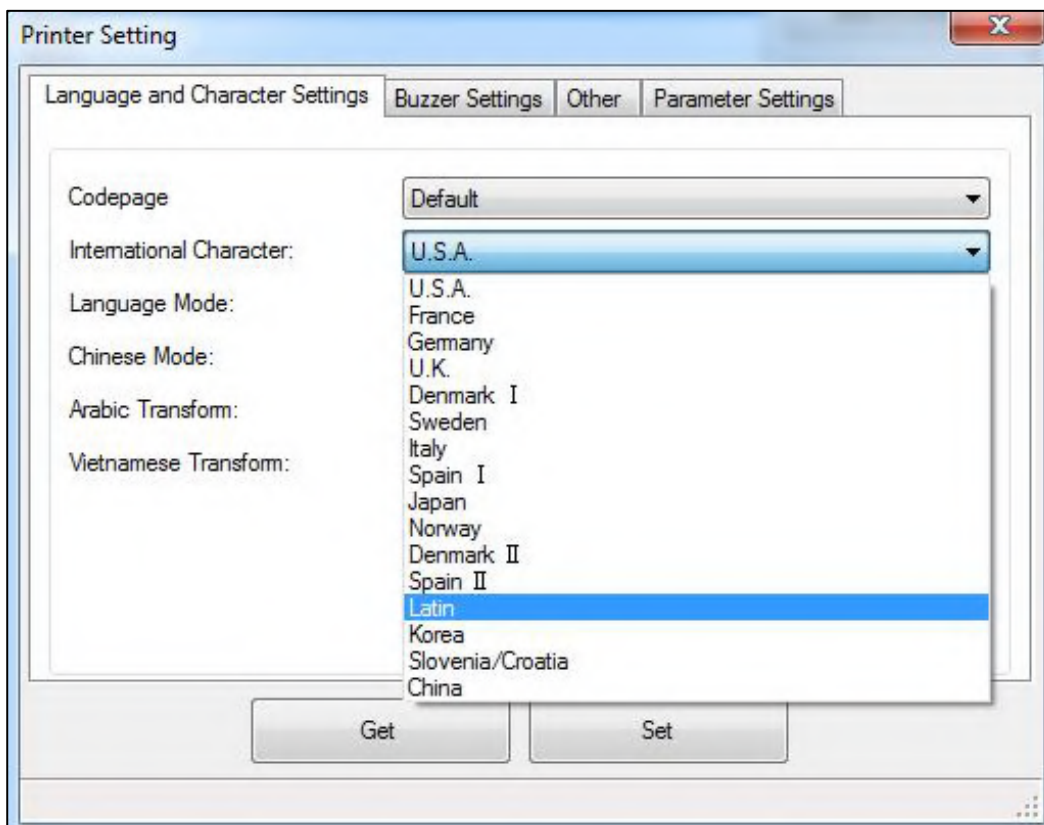 Printer Setting
Language and Character Settings Buzzer Settings Other Parameter Settings
Codepage Default
International Character: U.S.A.
Language Mode:
Chinese Mode:
Arabic Transform:
Vietnamese Transform:
U.S.A.
France
Germany
U.K.
Denmark Ⅰ
Sweden
Italy
Spain Ⅰ
Japan
Norway
Denmark Ⅱ
Spain Ⅱ
Latin
Korea
Slovenia/Croatia
China
Get Set